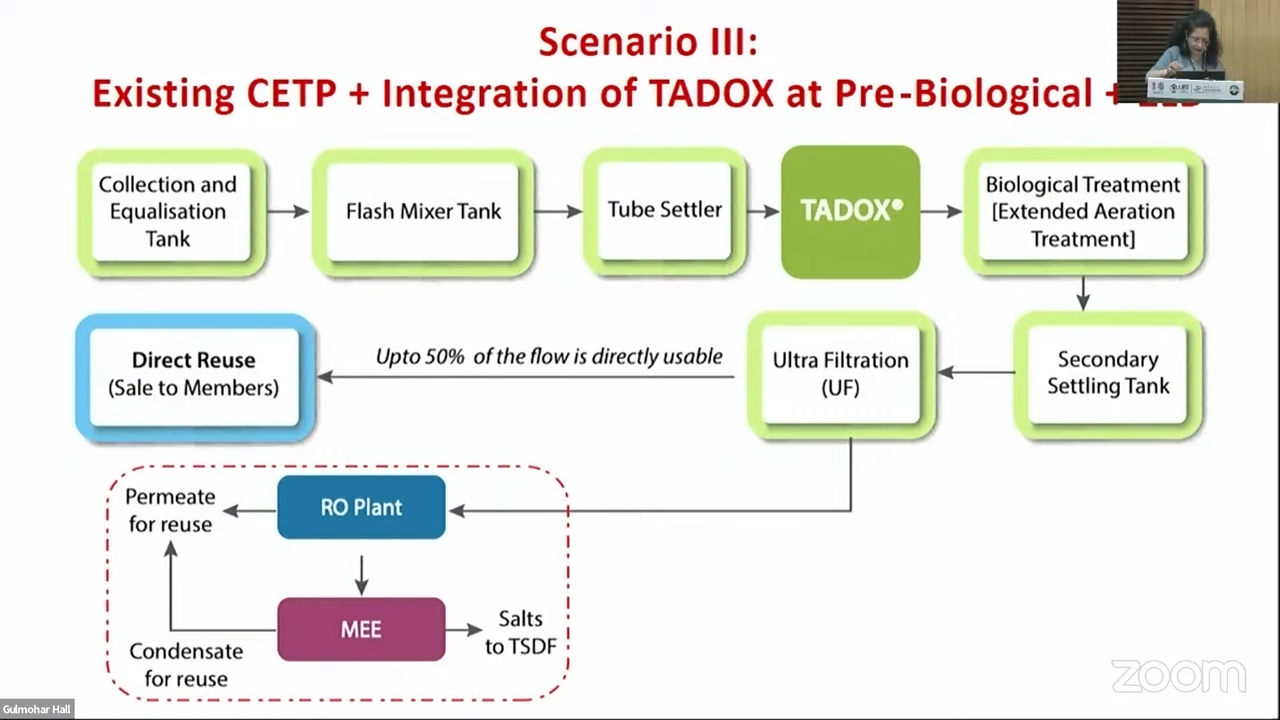 Scenario III:
Existing CETP + Integration of TADOX at Pre-Biological +
Collection and
Equalisation
Tank
Flash Mixer Tank
Tube Settler
TADOX®
Biological Treatment
[Extended Aeration
Treatment]
Direct Reuse
(Sale to Members)
Upto 50% of the flow is directly usable
Ultra Filtration
(UF)
Secondary
Settling Tank
Permeate
for reuse
RO Plant
MEE
Salts
to TSDF
Condensate
for reuse
zoom
Gulmohar Hall